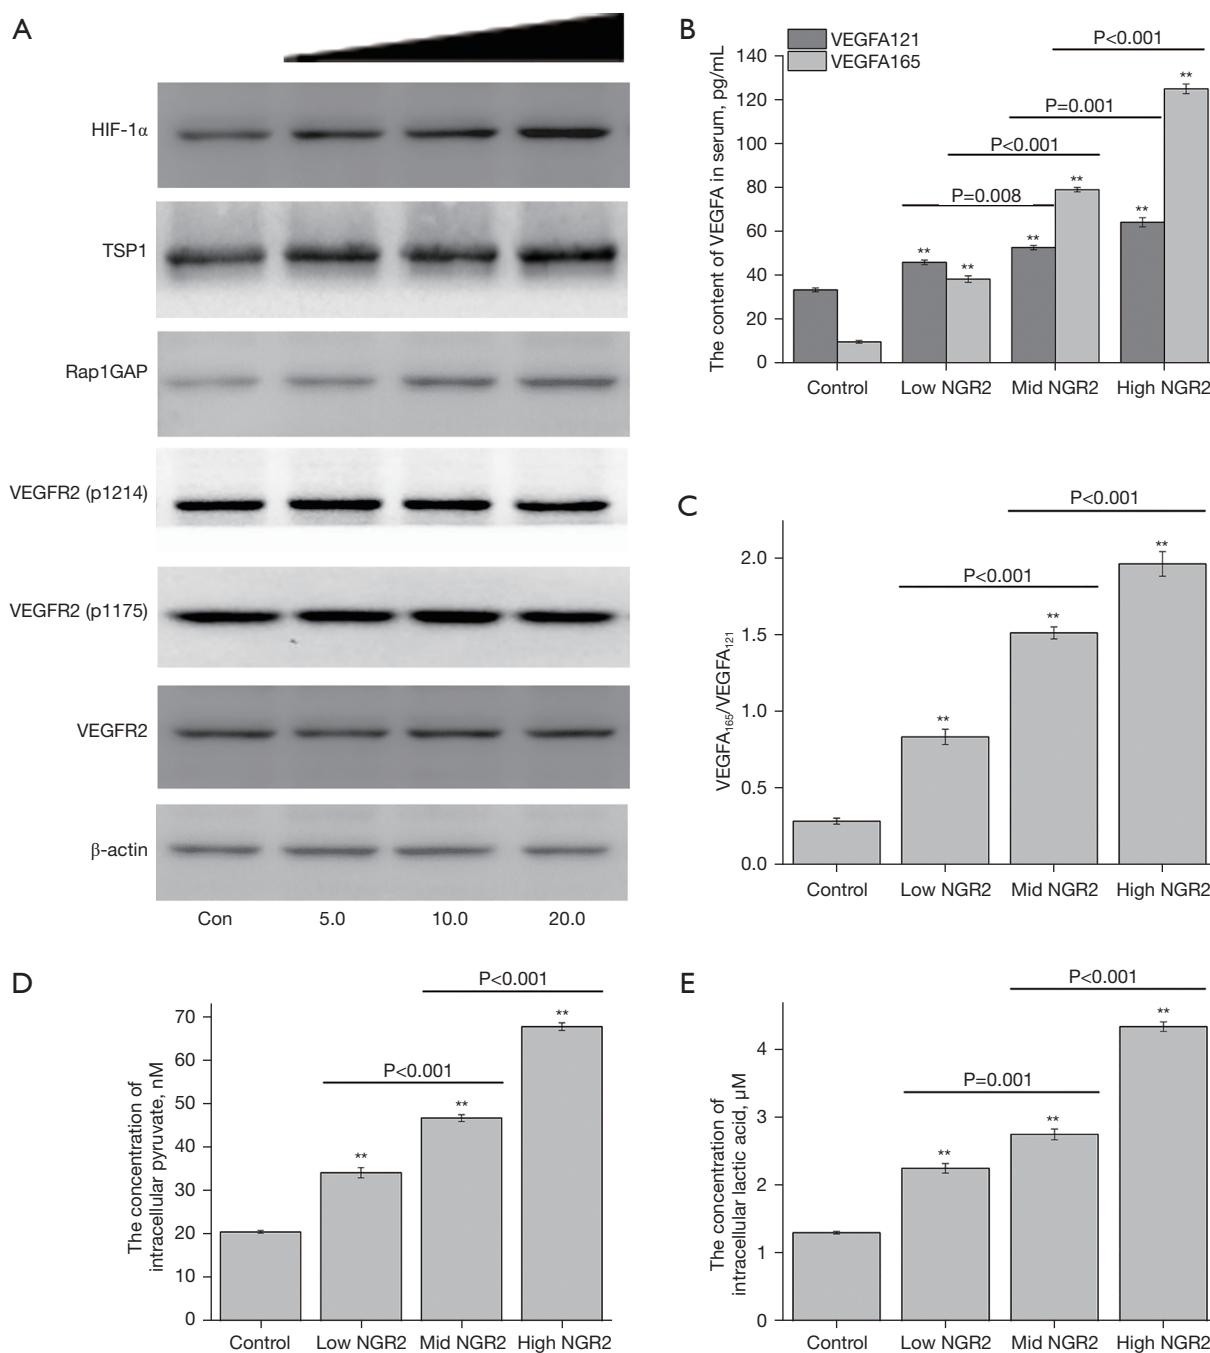 A
HIF-1α
TSP1
Rap1GAP
VEGFR2 (p1214)
VEGFR2 (p1175)
VEGFR2
β-actin
Con 5.0 10.0 20.0
B
VEGFA121
VEGFA165
P<0.001
P=0.001
P<0.001
P=0.008
**
**
**
**
**
**
The content of VEGFA in serum, pg/mL
140
120
100
80
60
40
20
0
Control Low NGR2 Mid NGR2 High NGR2
C
P<0.001
P<0.001
**
**
**
VEGFA165/VEGFA121
2.0
1.5
1.0
0.5
0.0
Control Low NGR2 Mid NGR2 High NGR2
D
P<0.001
P<0.001
**
**
**
The concentration of
intracellular pyruvate, nM
70
60
50
40
30
20
10
0
Control Low NGR2 Mid NGR2 High NGR2
E
P<0.001
P=0.001
**
**
**
The concentration of
intracellular lactic acid, μM
4
3
2
1
0
Control Low NGR2 Mid NGR2 High NGR2